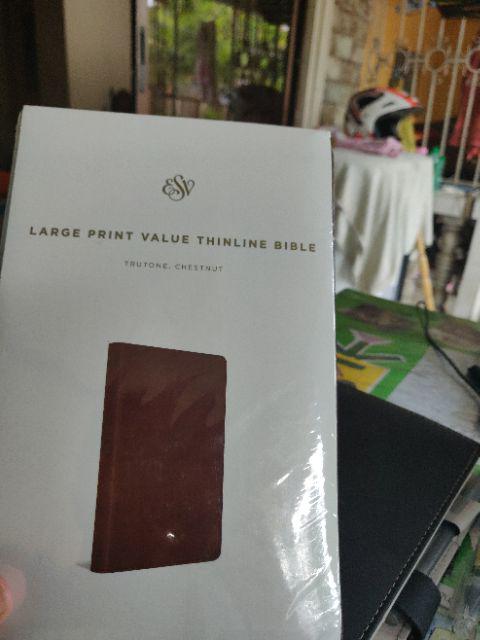 ESV
LARGE PRINT VALUE THINLINE BIBLE
TRUTONE, CHESTNUT